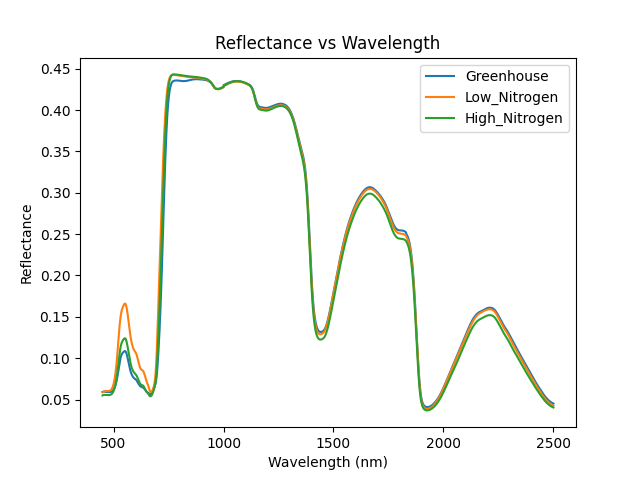 Reflectance vs Wavelength
Greenhouse
Low_Nitrogen
High_Nitrogen
Reflectance
0.45
0.40
0.35
0.30
0.25
0.20
0.15
0.10
0.05
500
1000
1500
2000
2500
Wavelength (nm)